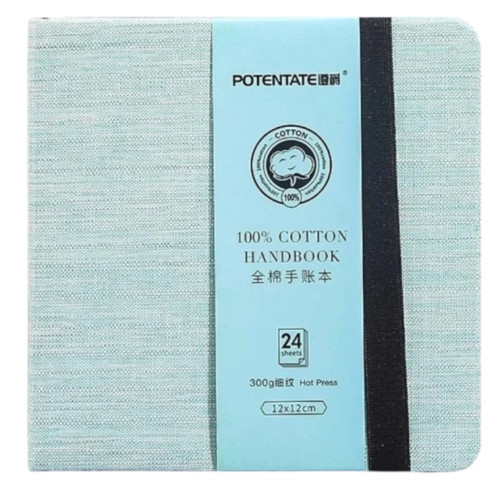 POTENTATE澄爵®
COTTON
100%
100% COTTON
HANDBOOK
全棉手账本
24
sheets
300g细纹 Hot Press
12x12cm